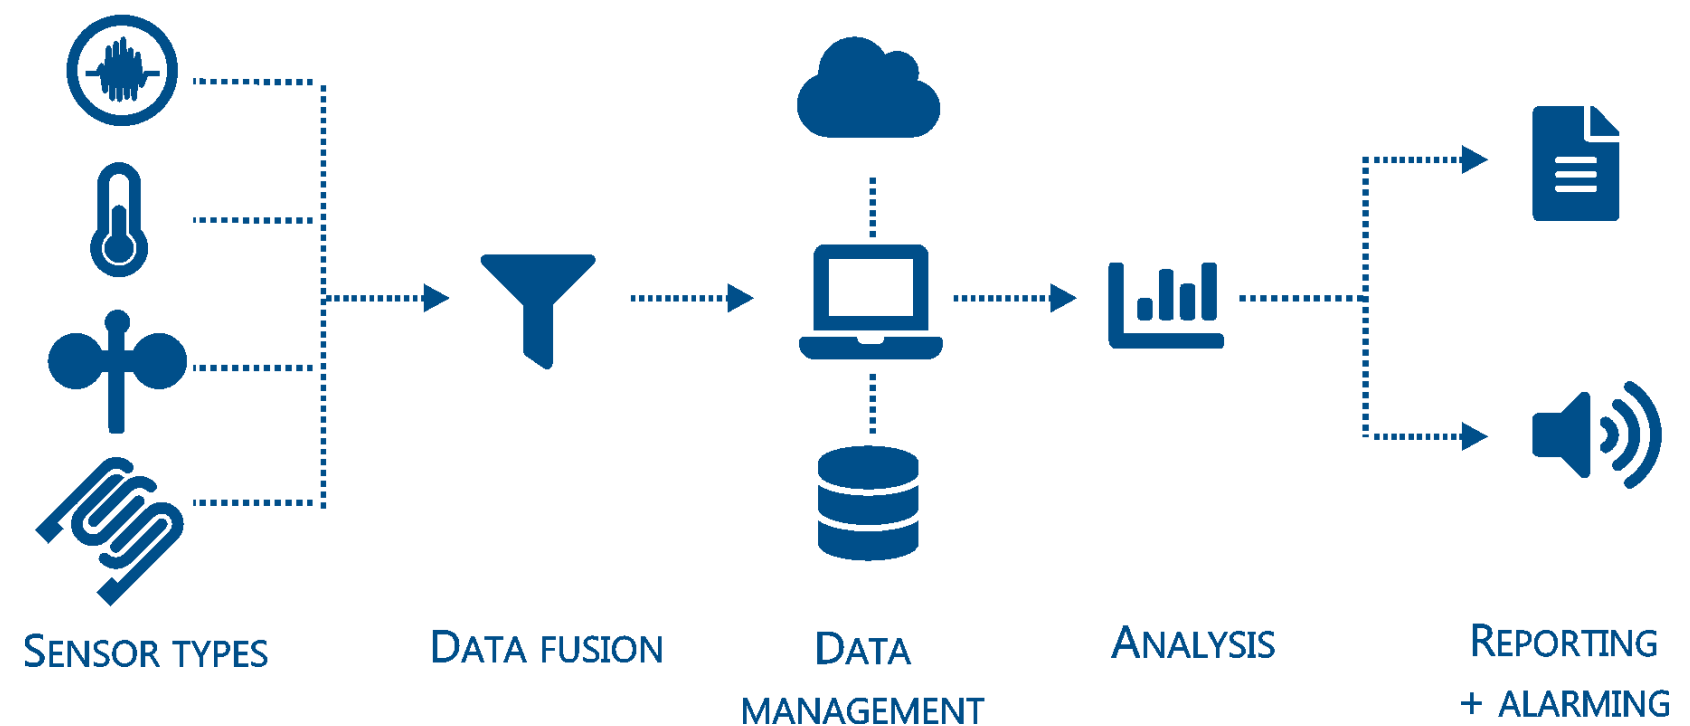 SENSOR TYPES
DATA FUSION
DATA
MANAGEMENT
ANALYSIS
REPORTING
+ ALARMING